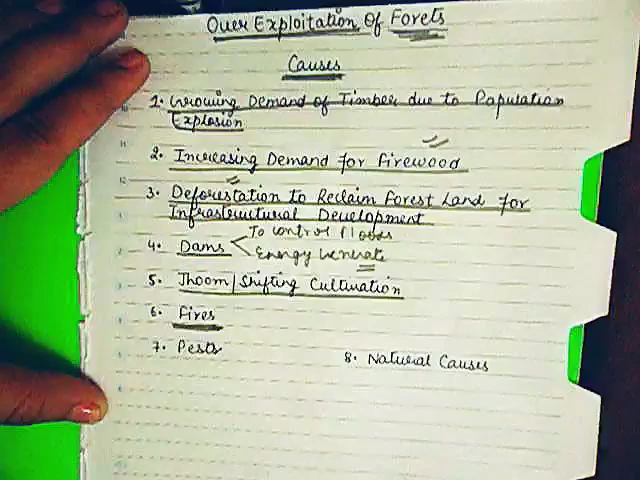 Over Exploitation of Forets
Causes
1. Growing Demand of Timber due to Population
Explosion
2. Increasing Demand for Firewood
3. Deforestation to Reclaim Forest Land for
Infrastructural Development
To control Floods
4. Dams
Energy Generate
5. Jhoom/Shifting Cultivation
6. Fires
7. Pests
8. Natural Causes